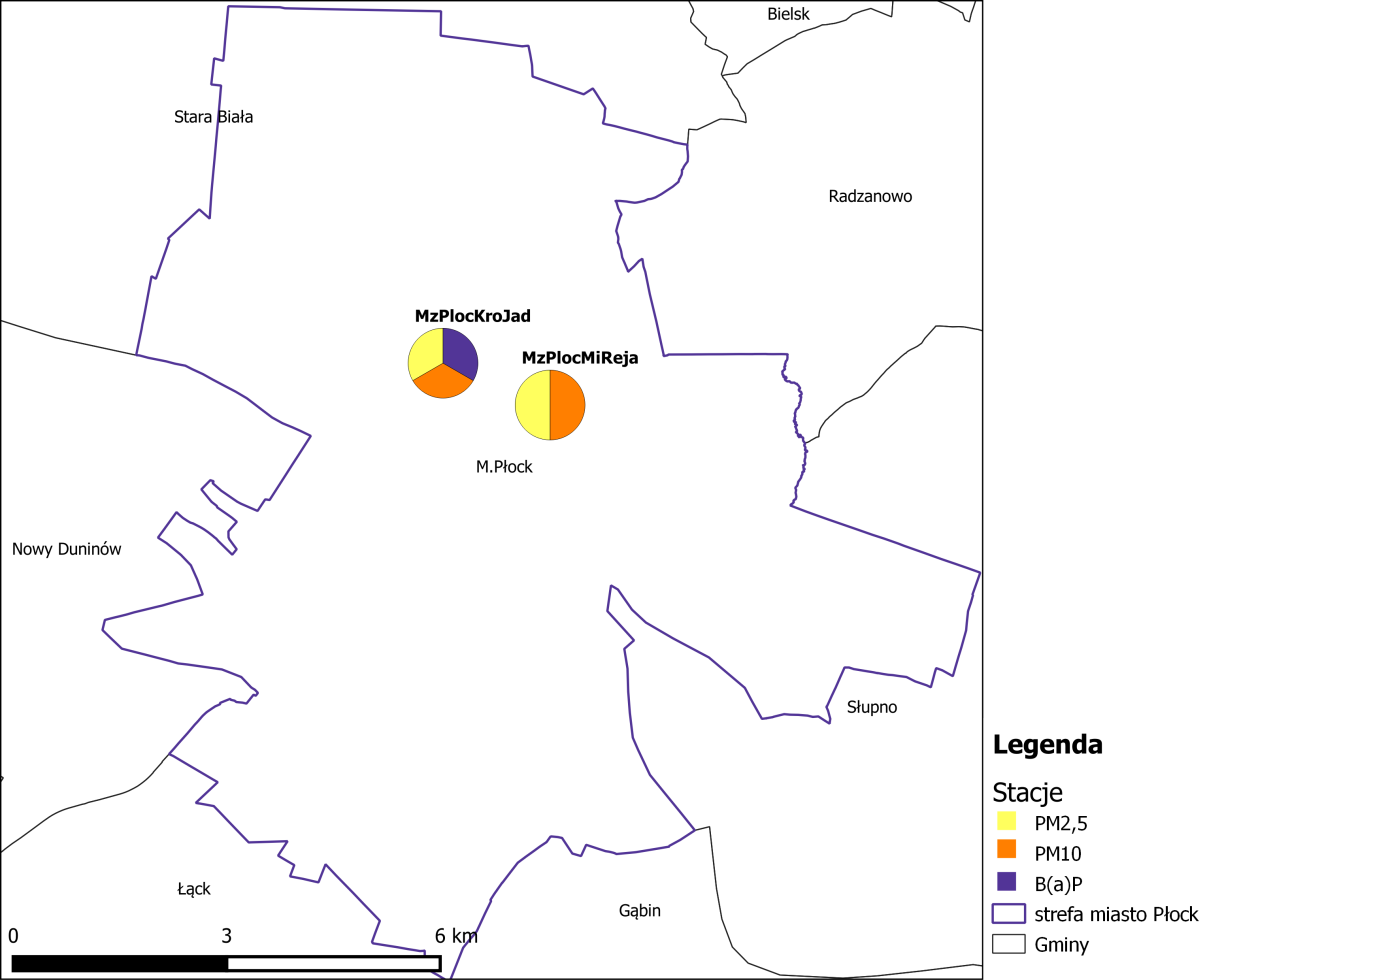 Bielsk
Stara Biała
Radzanowo
MzPlocKroJad
MzPlocMiReja
M.Płock
Nowy Duninów
Słupno
Łąck
Gąbin
0 3 6 km
Legenda
Stacje
PM2,5
PM10
B(a)P
strefa miasto Płock
Gminy